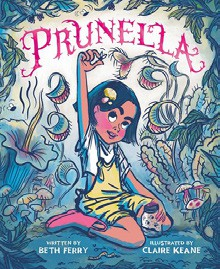 PRUNELLA
WRITTEN BY
BETH FERRY
ILLUSTRATED BY
CLAIRE KEANE